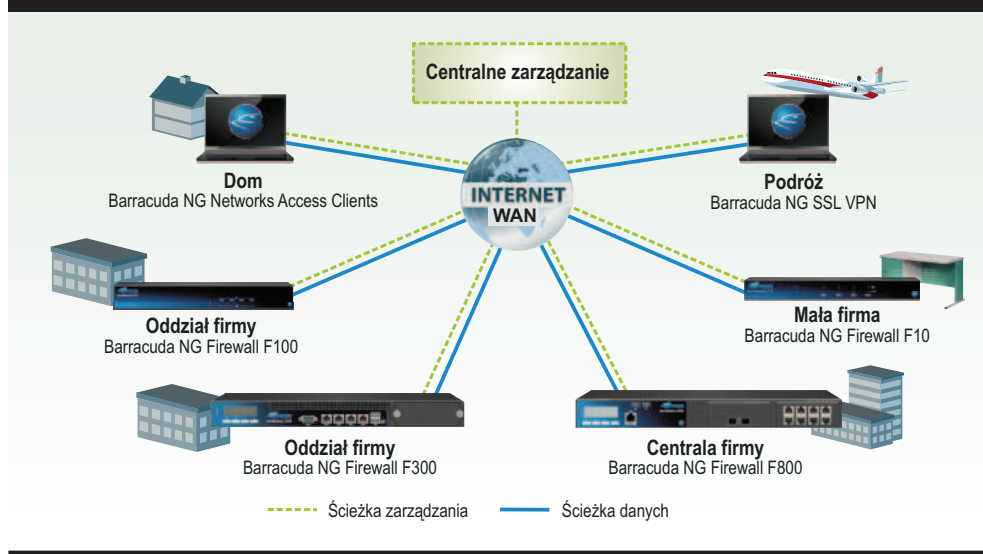 Centralne zarządzanie
INTERNET
WAN
Dom
Barracuda NG Networks Access Clients
Podróż
Barracuda NG SSL VPN
Oddział firmy
Barracuda NG Firewall F100
Mała firma
Barracuda NG Firewall F10
Oddział firmy
Barracuda NG Firewall F300
Centrala firmy
Barracuda NG Firewall F800
Ścieżka zarządzania
Ścieżka danych